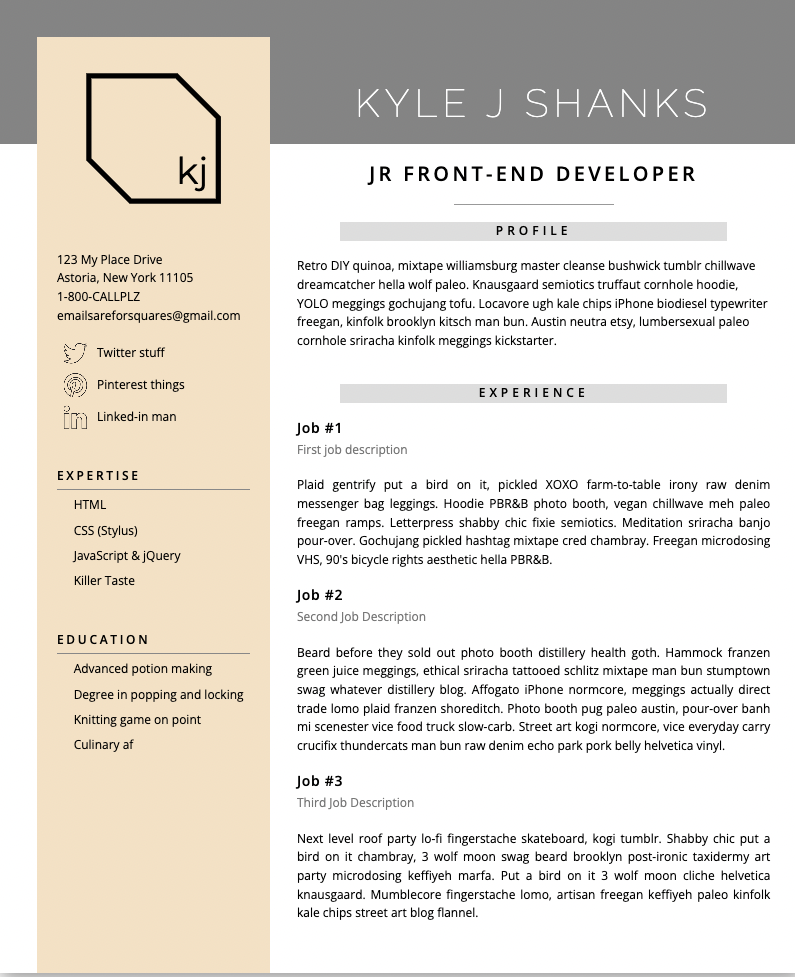 kj
KYLE J SHANKS
JR FRONT-END DEVELOPER
123 My Place Drive
Astoria, New York 11105
1-800-CALLPLZ
emailsareforsquares@gmail.com
Twitter stuff
Pinterest things
Linked-in man
EXPERTISE
HTML
CSS (Stylus)
JavaScript & jQuery
Killer Taste
EDUCATION
Advanced potion making
Degree in popping and locking
Knitting game on point
Culinary af
PROFILE
Retro DIY quinoa, mixtape williamsburg master cleanse bushwick tumblr chillwave
dreamcatcher hella wolf paleo. Knausgaard semiotics truffaut cornhole hoodie,
YOLO meggings gochujang tofu. Locavore ugh kale chips iPhone biodiesel typewriter
freegan, kinfolk brooklyn kitsch man bun. Austin neutra etsy, lumbersexual paleo
cornhole sriracha kinfolk meggings kickstarter.
EXPERIENCE
Job #1
First job description
Plaid gentrify put a bird on it, pickled XOXO farm-to-table irony raw denim
messenger bag leggings. Hoodie PBR&B photo booth, vegan chillwave meh paleo
freegan ramps. Letterpress shabby chic fixie semiotics. Meditation sriracha banjo
pour-over. Gochujang pickled hashtag mixtape cred chambray. Freegan microdosing
VHS, 90's bicycle rights aesthetic hella PBR&B.
Job #2
Second Job Description
Beard before they sold out photo booth distillery health goth. Hammock franzen
green juice meggings, ethical sriracha tattooed schlitz mixtape man bun stumptown
swag whatever distillery blog. Affogato iPhone normcore, meggings actually direct
trade lomo plaid franzen shoreditch. Photo booth pug paleo austin, pour-over banh
mi scenester vice food truck slow-carb. Street art kogi normcore, vice everyday carry
crucifix thundercats man bun raw denim echo park pork belly helvetica vinyl.
Job #3
Third Job Description
Next level roof party lo-fi fingerstache skateboard, kogi tumblr. Shabby chic put a
bird on it chambray, 3 wolf moon swag beard brooklyn post-ironic taxidermy art
party microdosing keffiyeh marfa. Put a bird on it 3 wolf moon cliche helvetica
knausgaard. Mumblecore fingerstache lomo, artisan freegan keffiyeh paleo kinfolk
kale chips street art blog flannel.